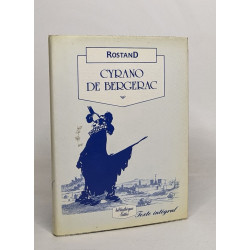 ROSTAND
CYRANO
DE BERGERAC
Texte intégral